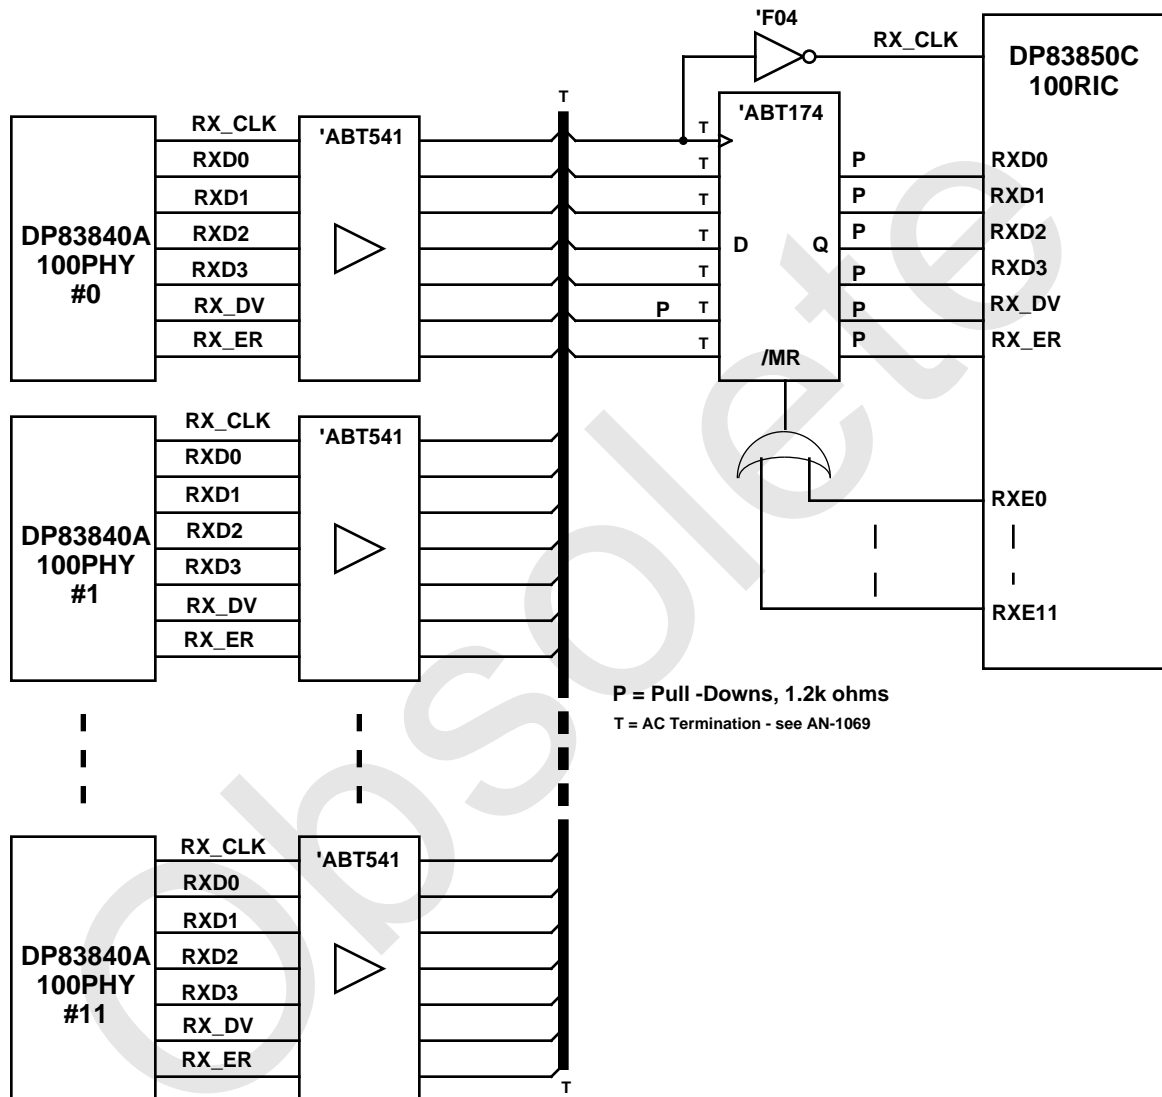 'F04
RX_CLK
DP83850C
100RIC
T
'ABT174
DP83840A
100PHY
#0
RX_CLK
RXD0
RXD1
RXD2
RXD3
RX_DV
RX_ER
'ABT541
T
T
T
T
T
P T
T
D
Q
/MR
P
P
P
P
P
P
RXD0
RXD1
RXD2
RXD3
RX_DV
RX_ER
DP83840A
100PHY
#1
RX_CLK
RXD0
RXD1
RXD2
RXD3
RX_DV
RX_ER
'ABT541
RXE0
RXE11
P = Pull -Downs, 1.2k ohms
T = AC Termination - see AN-1069
DP83840A
100PHY
#11
RX_CLK
RXD0
RXD1
RXD2
RXD3
RX_DV
RX_ER
'ABT541
T
Obsolete